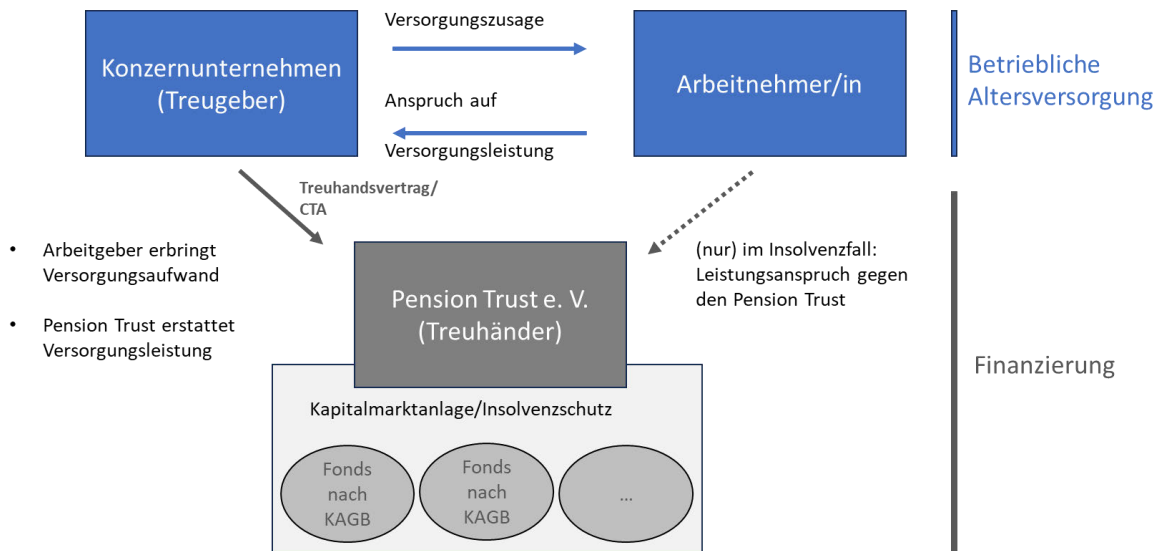 Versorgungszusage
Konzernunternehmen
(Treugeber)
Anspruch auf
Versorgungsleistung
Arbeitnehmer/in
Betriebliche
Altersversorgung
Treuhandsvertrag/
CTA
• Arbeitgeber erbringt
Versorgungsaufwand
• Pension Trust erstattet
Versorgungsleistung
Pension Trust e. V.
(Treuhänder)
(nur) im Insolvenzfall:
Leistungsanspruch gegen
den Pension Trust
Finanzierung
Kapitalmarktanlage/Insolvenzschutz
Fonds
nach
KAGB
Fonds
nach
KAGB
...